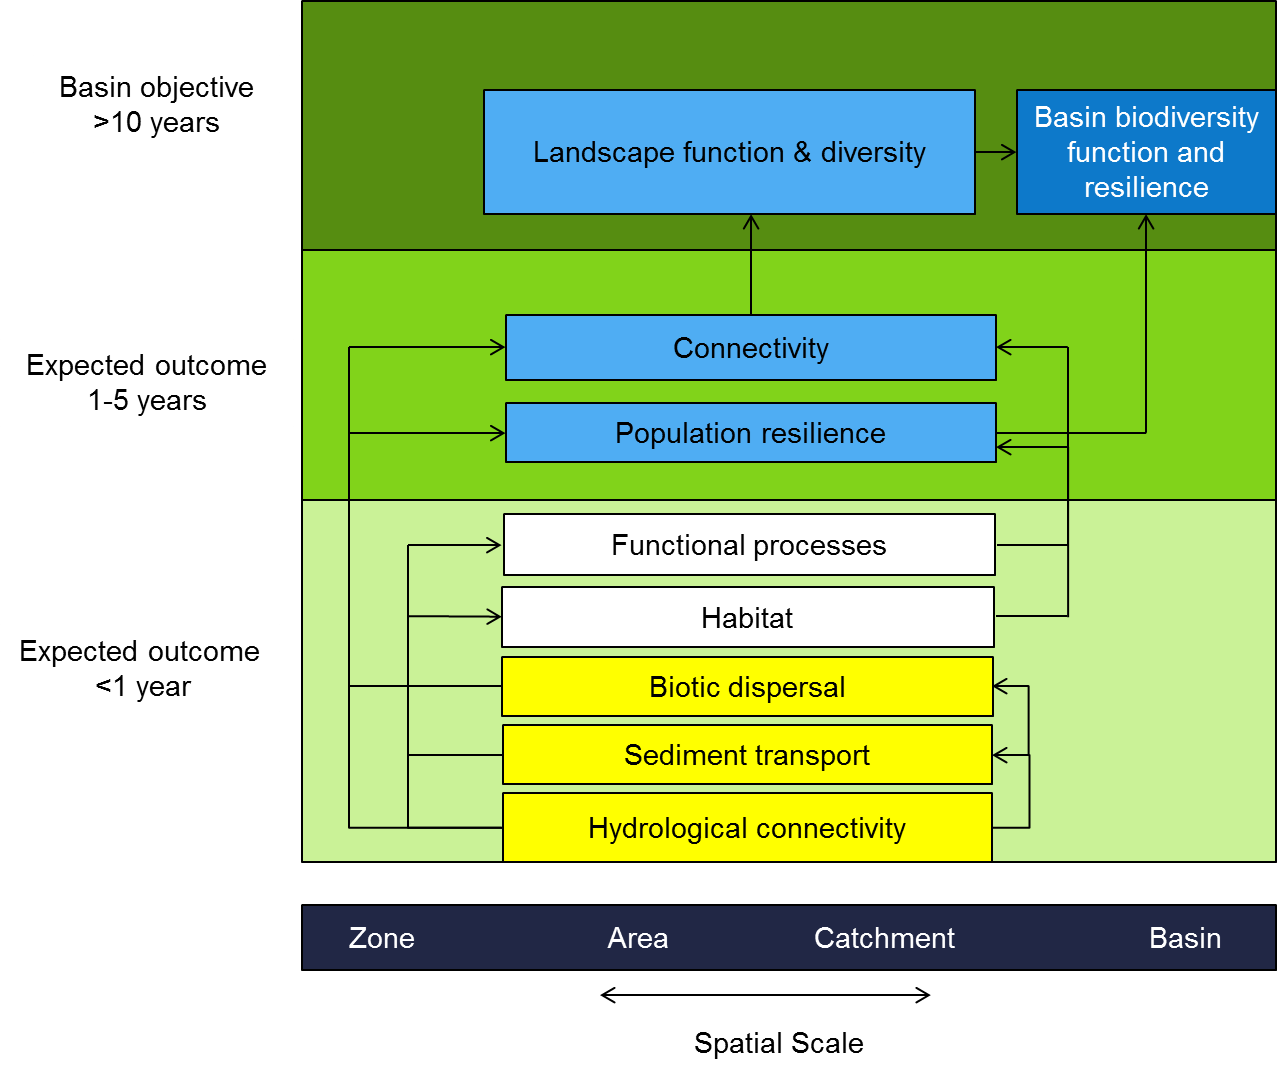 Basin objective
>10 years
Landscape function & diversity
Basin biodiversity
function and
resilience
Expected outcome
1-5 years
Connectivity
Population resilience
Expected outcome
<1 year
Functional processes
Habitat
Biotic dispersal
Sediment transport
Hydrological connectivity
Zone Area Catchment Basin
Spatial Scale